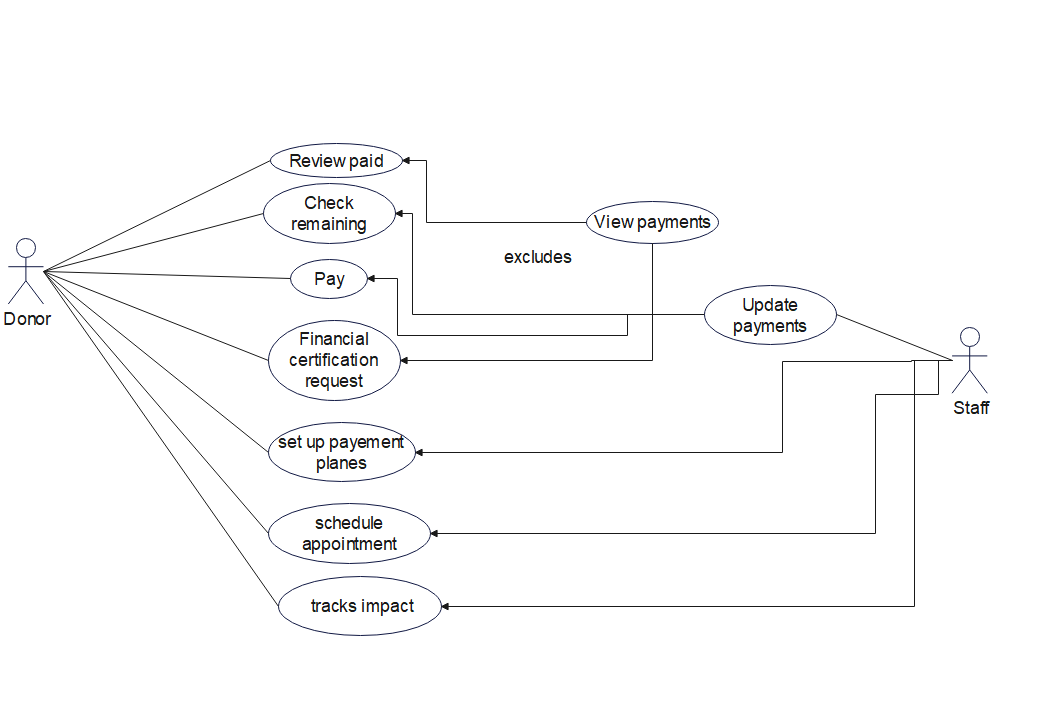 Review paid
Check
remaining
View payments
excludes
Pay
Update
payments
Donor
Financial
certification
request
Staff
set up payement
planes
schedule
appointment
tracks impact